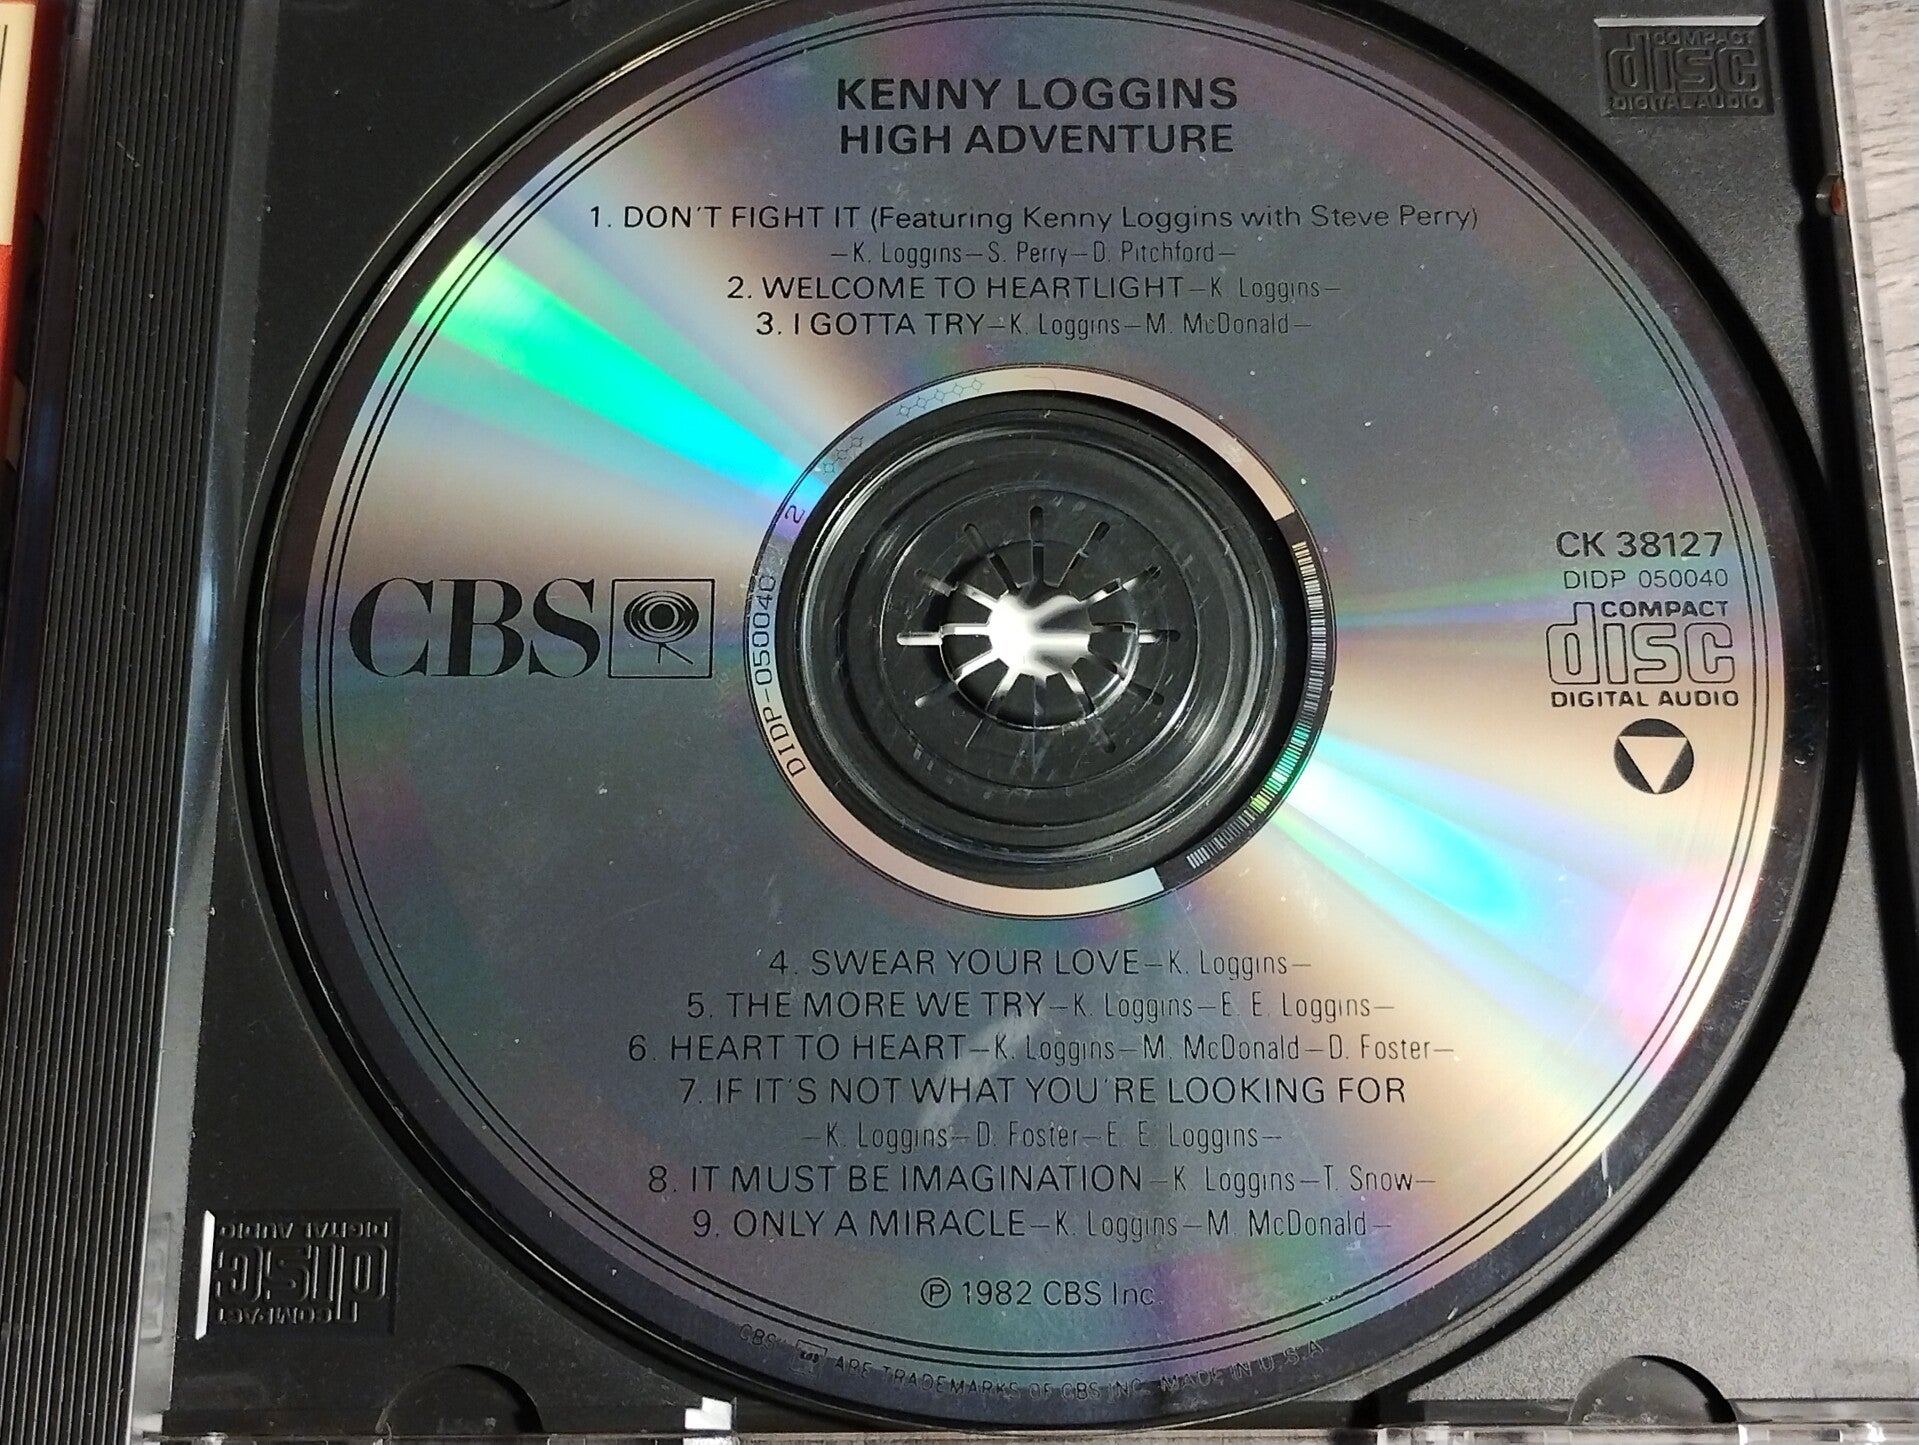 COMPACT
disc
DIGITAL AUDIO
KENNY LOGGINS
HIGH ADVENTURE
1. DON'T FIGHT IT (Featuring Kenny Loggins with Steve Perry)
—K. Loggins—S. Perry—D. Pitchford—
2. WELCOME TO HEARTLIGHT—K. Loggins—
3. I GOTTA TRY—K. Loggins—M. McDonald—
CBS
DIDP-050040 2
CK 38127
DIDP 050040
COMPACT
disc
DIGITAL AUDIO
4. SWEAR YOUR LOVE—K. Loggins—
5. THE MORE WE TRY—K. Loggins—E. E. Loggins—
6. HEART TO HEART—K. Loggins—M. McDonald—D. Foster—
7. IF IT'S NOT WHAT YOU'RE LOOKING FOR
—K. Loggins—D. Foster—E. E. Loggins—
8. IT MUST BE IMAGINATION—K. Loggins—T. Snow—
9. ONLY A MIRACLE—K. Loggins—M. McDonald—
℗ 1982 CBS Inc.
CBS ARE TRADEMARKS OF CBS INC. MADE IN U.S.A.
COMPACT
disc
DIGITAL AUDIO